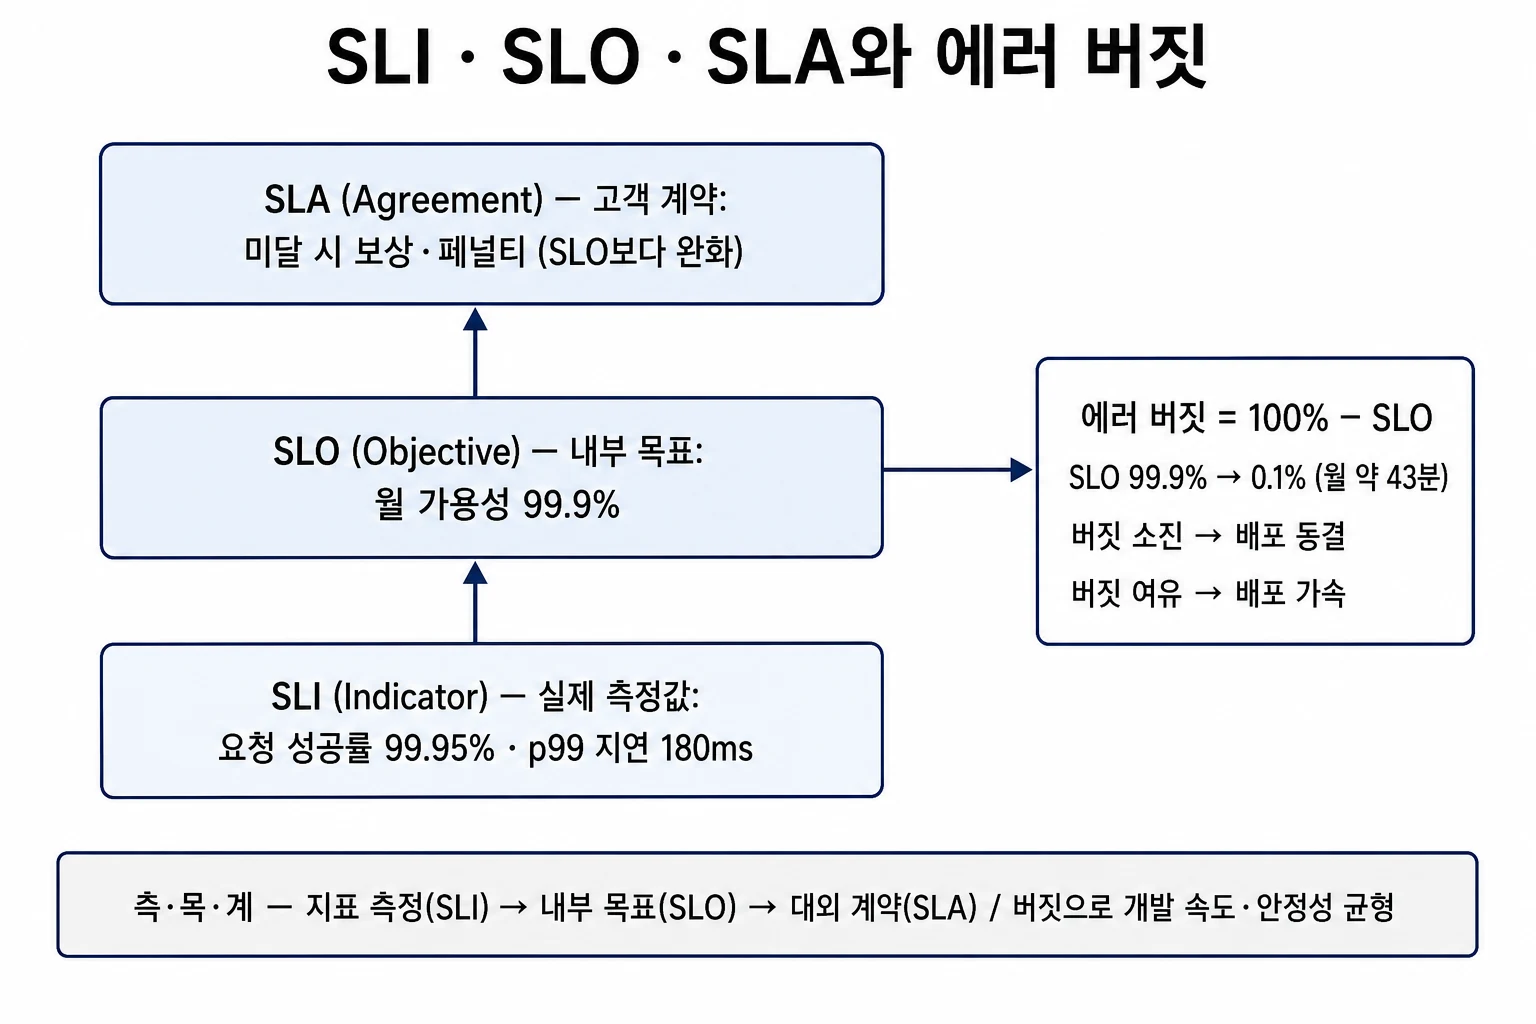 SLI · SLO · SLA와 에러 버짓
SLA (Agreement) – 고객 계약:
미달 시 보상·페널티 (SLO보다 완화)
SLO (Objective) – 내부 목표:
월 가용성 99.9%
에러 버짓 = 100% – SLO
SLO 99.9% → 0.1% (월 약 43분)
버짓 소진 → 배포 동결
버짓 여유 → 배포 가속
SLI (Indicator) – 실제 측정값:
요청 성공률 99.95% · p99 지연 180ms
측·목·계 – 지표 측정(SLI) → 내부 목표(SLO) → 대외 계약(SLA) / 버짓으로 개발 속도·안정성 균형